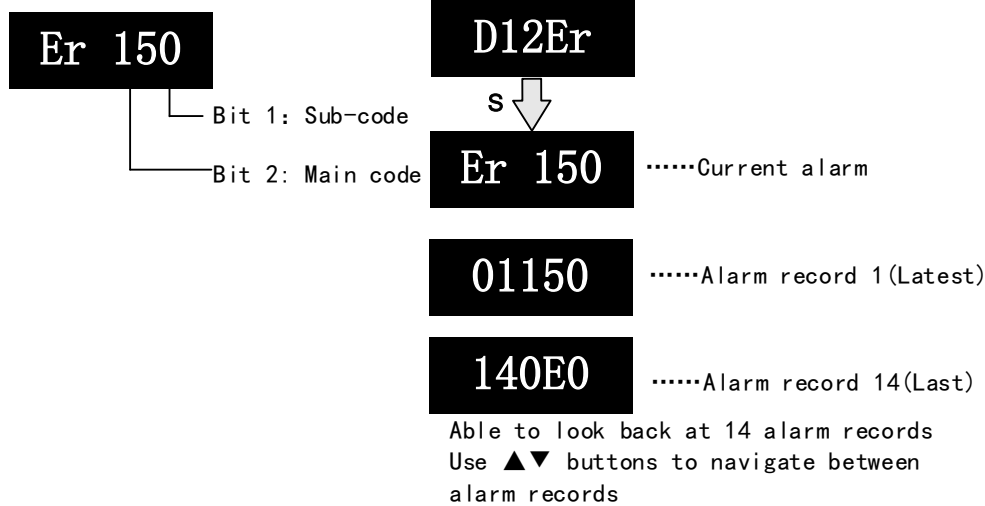 Er 150
Bit 1: Sub-code
Bit 2: Main code
D12Er
S
Er 150 ······Current alarm
01150 ······Alarm record 1(Latest)
140E0 ······Alarm record 14(Last)
Able to look back at 14 alarm records
Use ▲▼ buttons to navigate between
alarm records